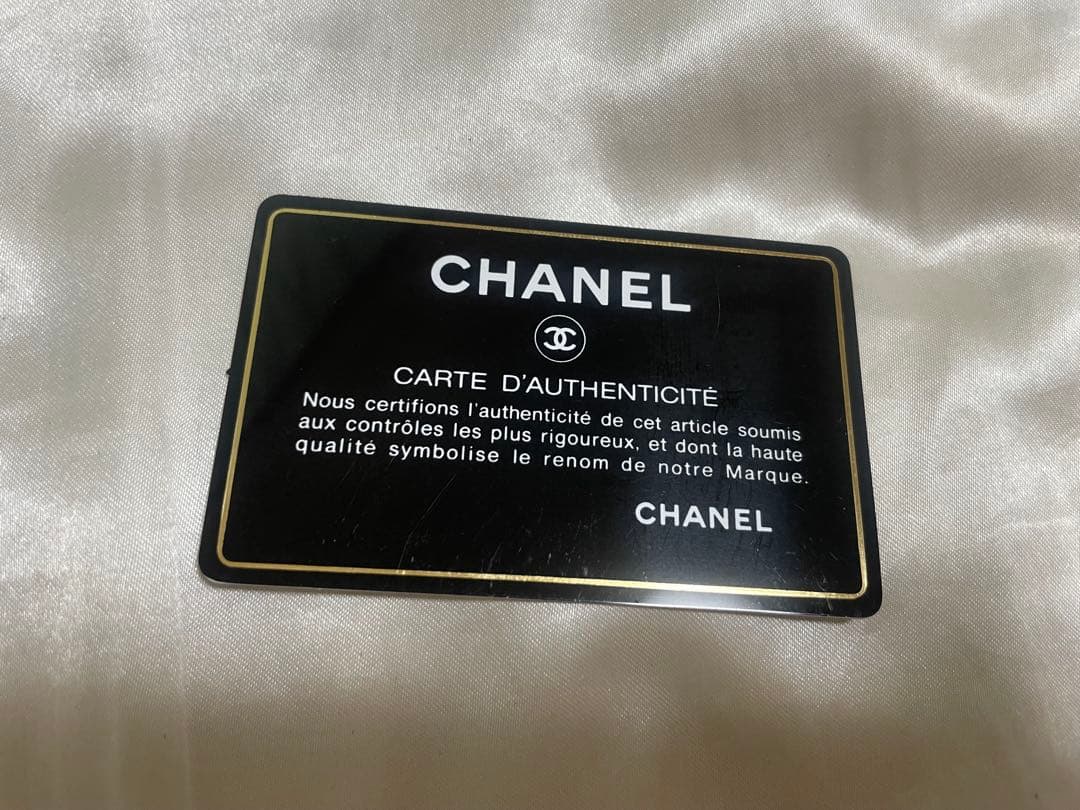 CHANEL
CARTE D'AUTHENTICITÉ
Nous certifions l'authenticité de cet article soumis
aux contrôles les plus rigoureux, et dont la haute
qualité symbolise le renom de notre Marque.
CHANEL